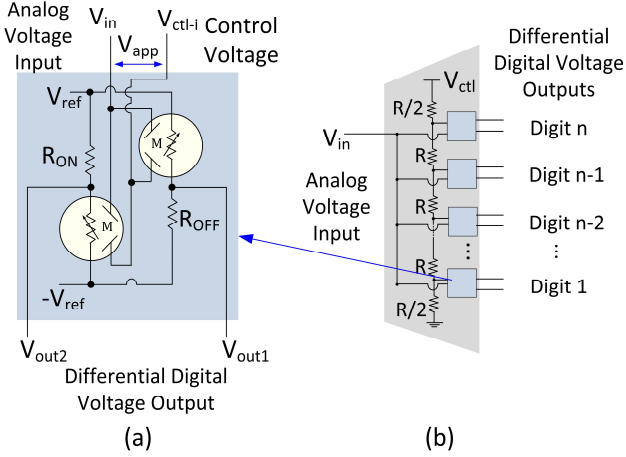 (a)
Analog
Voltage
Input
V_in
V_ctl-i
Control
Voltage
V_app
V_ref
R_ON
M
M
R_OFF
-V_ref
V_out2
V_out1
Differential Digital
Voltage Output
(a)
Differential
Digital Voltage
Outputs
V_ctl
R/2
V_in
Digit n
R
Analog
Voltage
Input
Digit n-1
R
Digit n-2
...
...
R
Digit 1
R/2
(b)